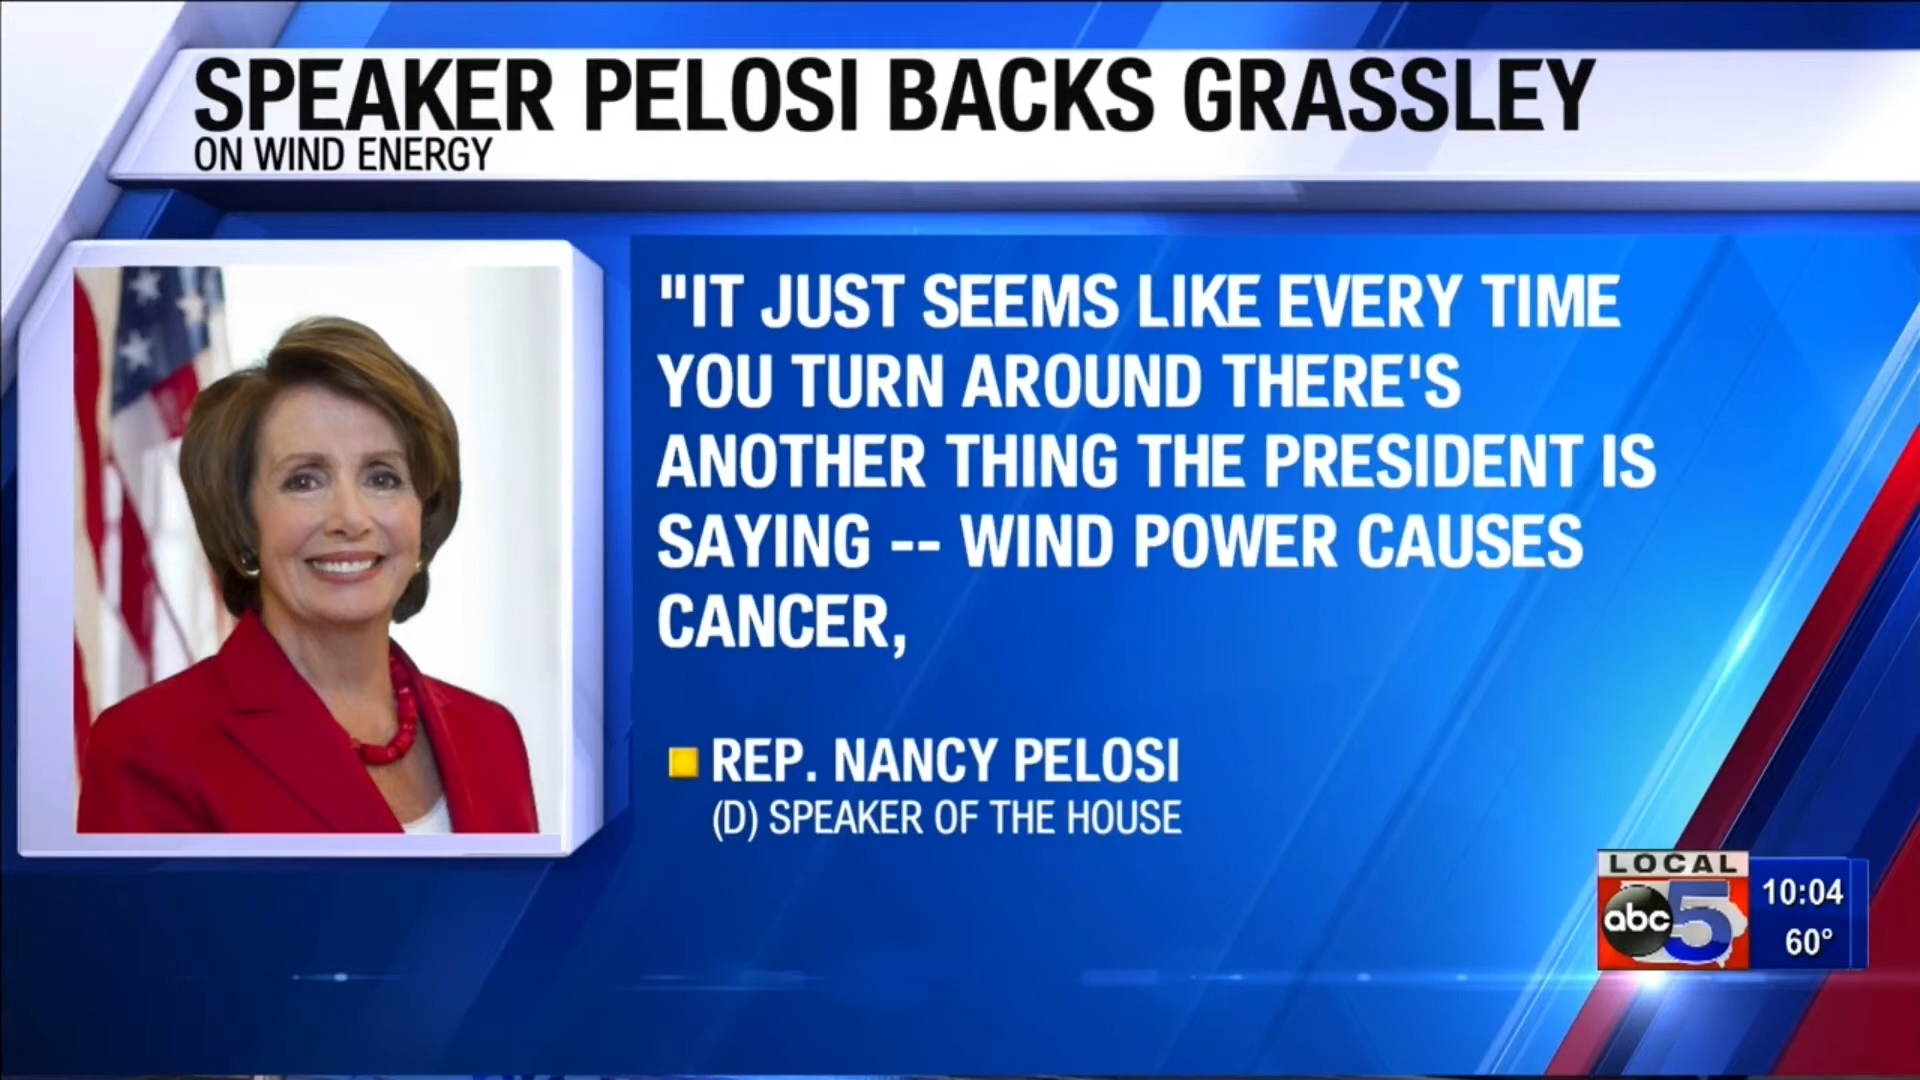 SPEAKER PELOSI BACKS GRASSLEY
ON WIND ENERGY
"IT JUST SEEMS LIKE EVERY TIME
YOU TURN AROUND THERE'S
ANOTHER THING THE PRESIDENT IS
SAYING -- WIND POWER CAUSES
CANCER,
REP. NANCY PELOSI
(D) SPEAKER OF THE HOUSE
LOCAL
abc 5
10:04
60°